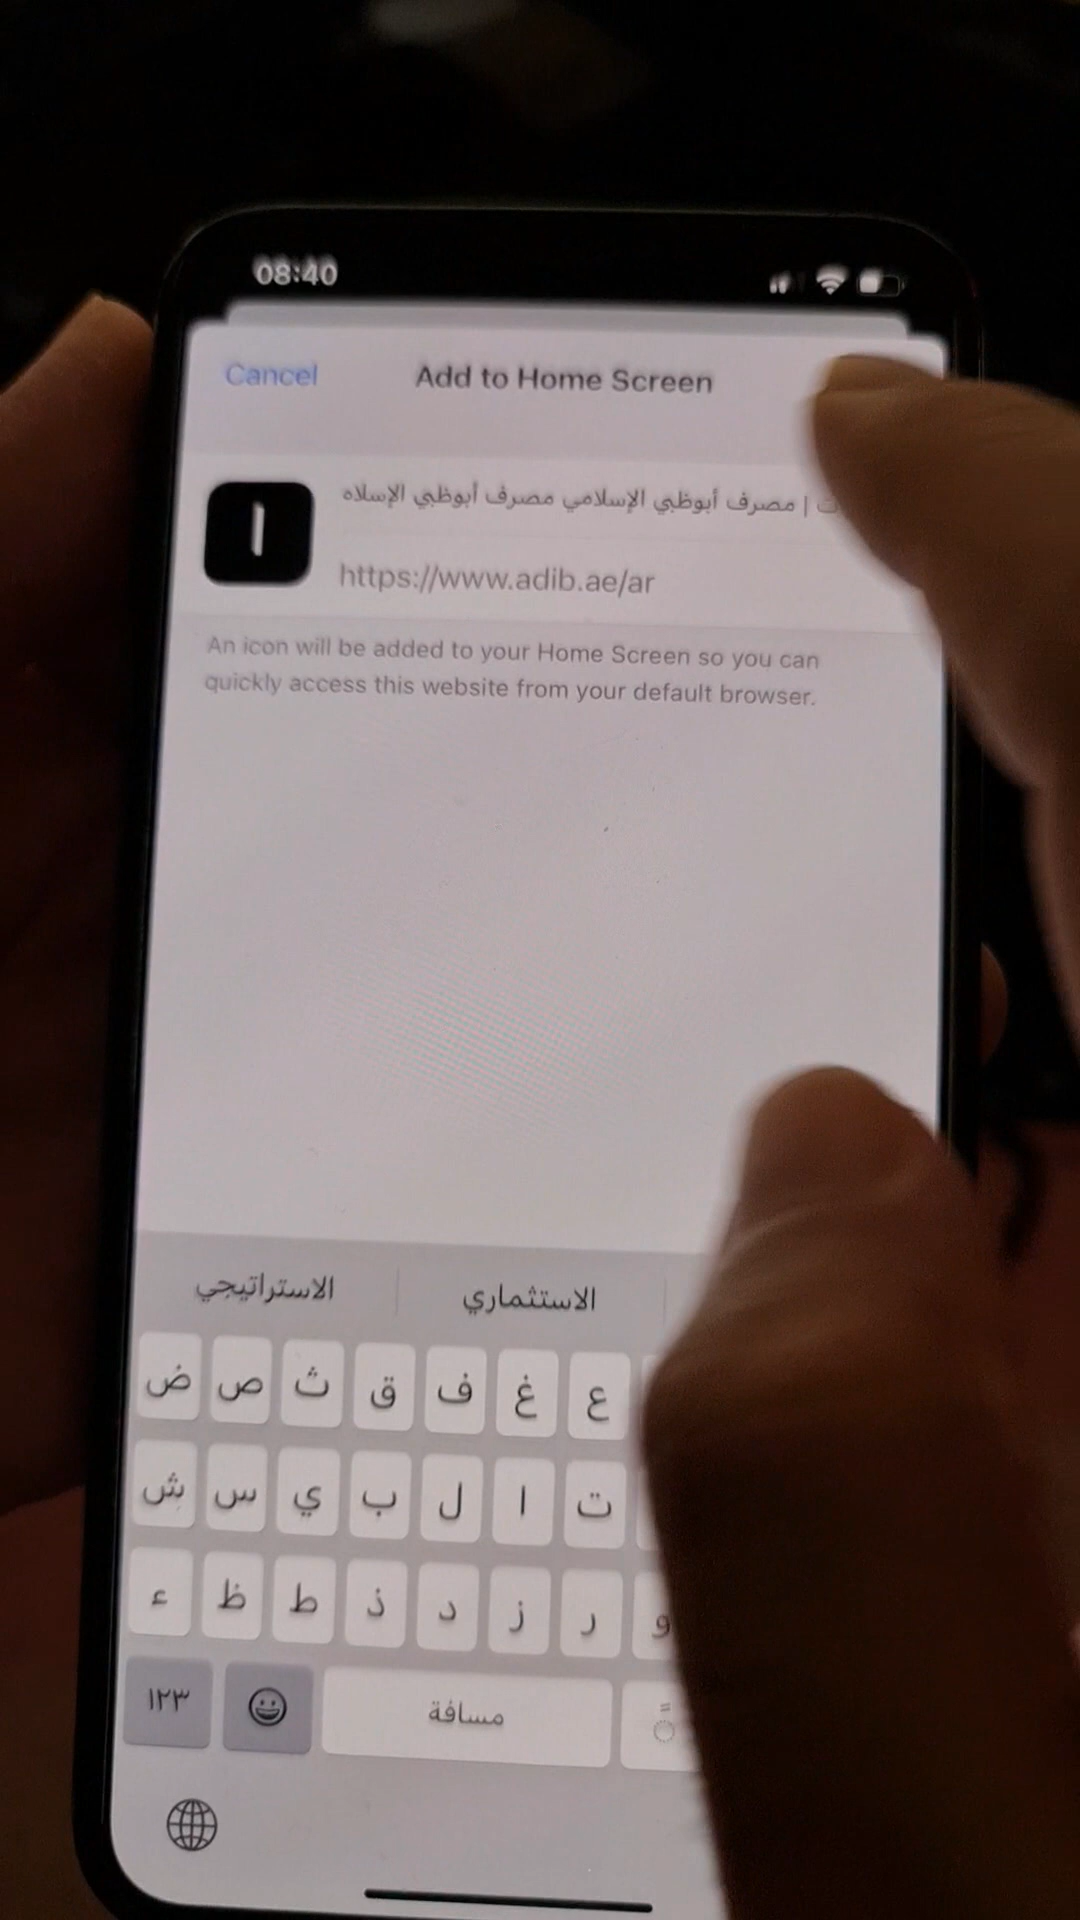 08:40
Cancel
Add to Home Screen
ا
ت | مصرف أبوظبي الإسلامي مصرف أبوظبي الإسلاه
https://www.adib.ae/ar
An icon will be added to your Home Screen so you can
quickly access this website from your default browser.
الاستراتيجي الاستثماري
ض ص ث ق ف غ ع
ش س ي ب ل ا ت
ء ظ ط ذ د ز ر و
١٢٣ مسافة